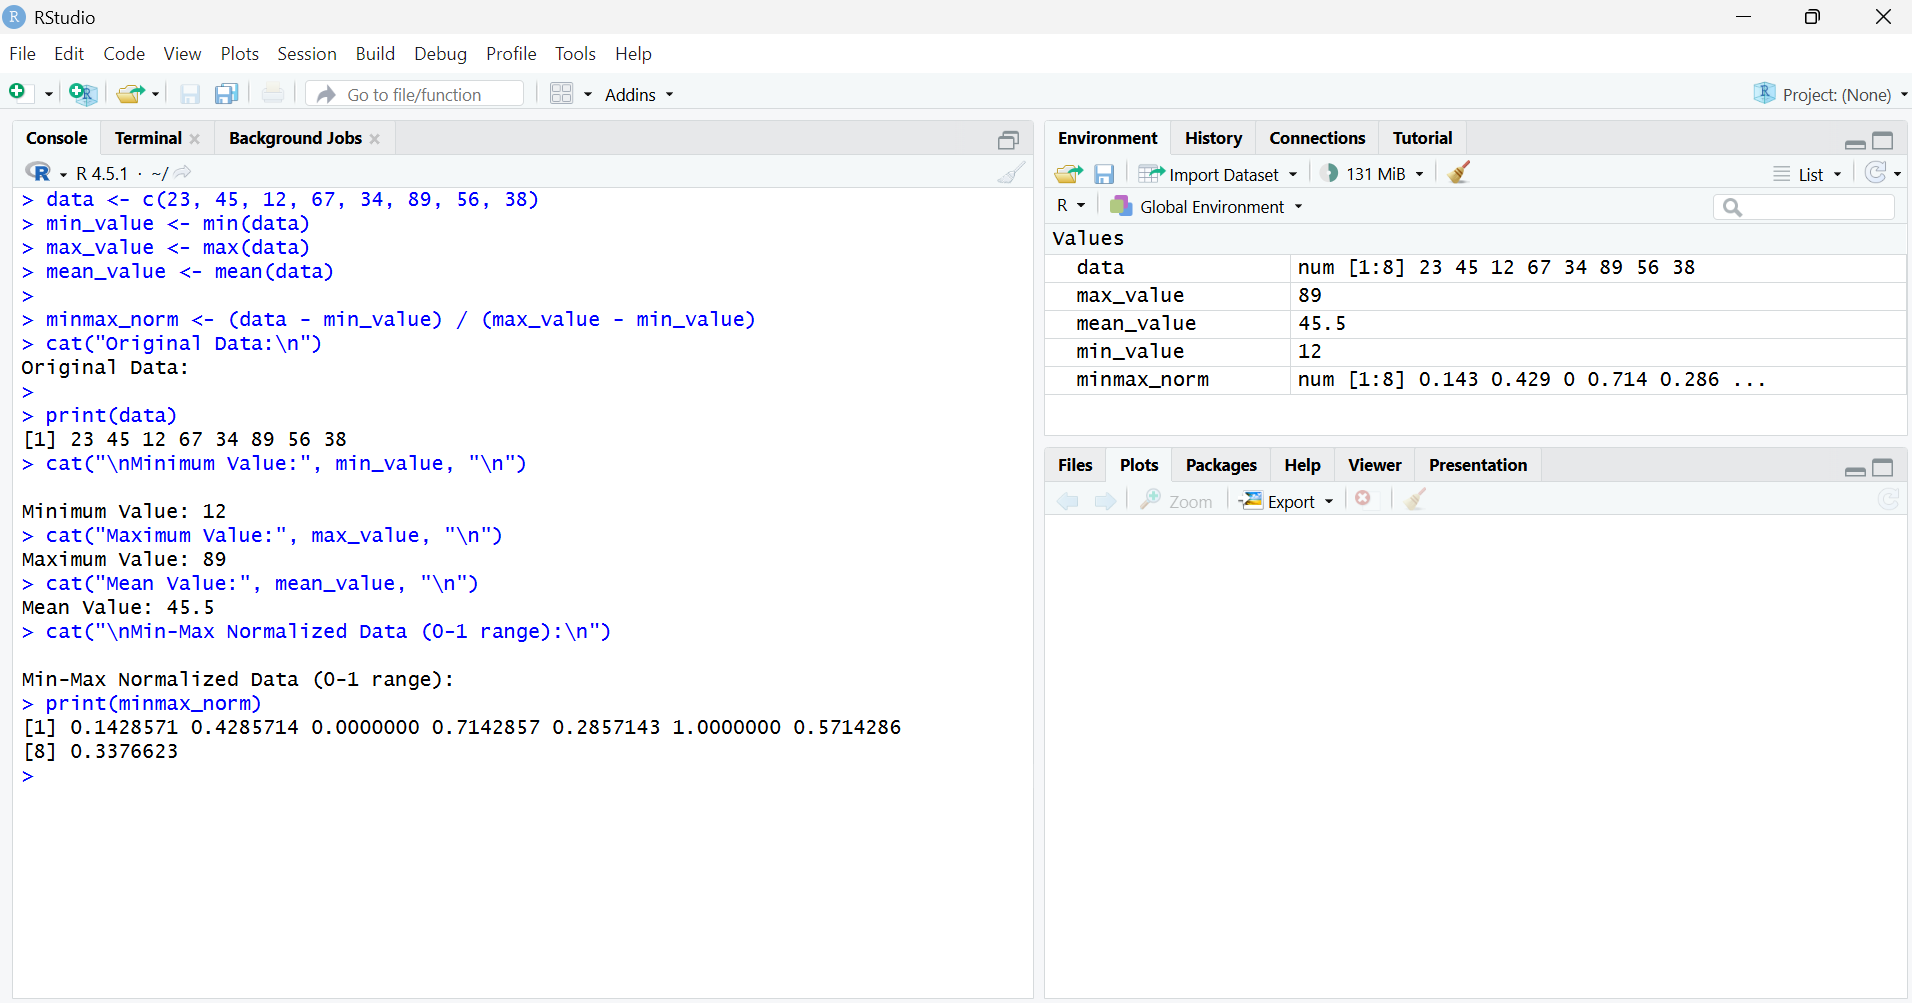 RStudio
File Edit Code View Plots Session Build Debug Profile Tools Help
Go to file/function Addins Project: (None)
Console Terminal Background Jobs
R 4.5.1 · ~/
> data <- c(23, 45, 12, 67, 34, 89, 56, 38)
> min_value <- min(data)
> max_value <- max(data)
> mean_value <- mean(data)
>
> minmax_norm <- (data - min_value) / (max_value - min_value)
> cat("Original Data:\n")
Original Data:
>
> print(data)
[1] 23 45 12 67 34 89 56 38
> cat("\nMinimum Value:", min_value, "\n")

Minimum Value: 12
> cat("Maximum Value:", max_value, "\n")
Maximum Value: 89
> cat("Mean Value:", mean_value, "\n")
Mean Value: 45.5
> cat("\nMin-Max Normalized Data (0-1 range):\n")

Min-Max Normalized Data (0-1 range):
> print(minmax_norm)
[1] 0.1428571 0.4285714 0.0000000 0.7142857 0.2857143 1.0000000 0.5714286
[8] 0.3376623
>
Environment History Connections Tutorial
Import Dataset 131 MiB List
R Global Environment
Values
data num [1:8] 23 45 12 67 34 89 56 38
max_value 89
mean_value 45.5
min_value 12
minmax_norm num [1:8] 0.143 0.429 0 0.714 0.286 ...
Files Plots Packages Help Viewer Presentation
Zoom Export